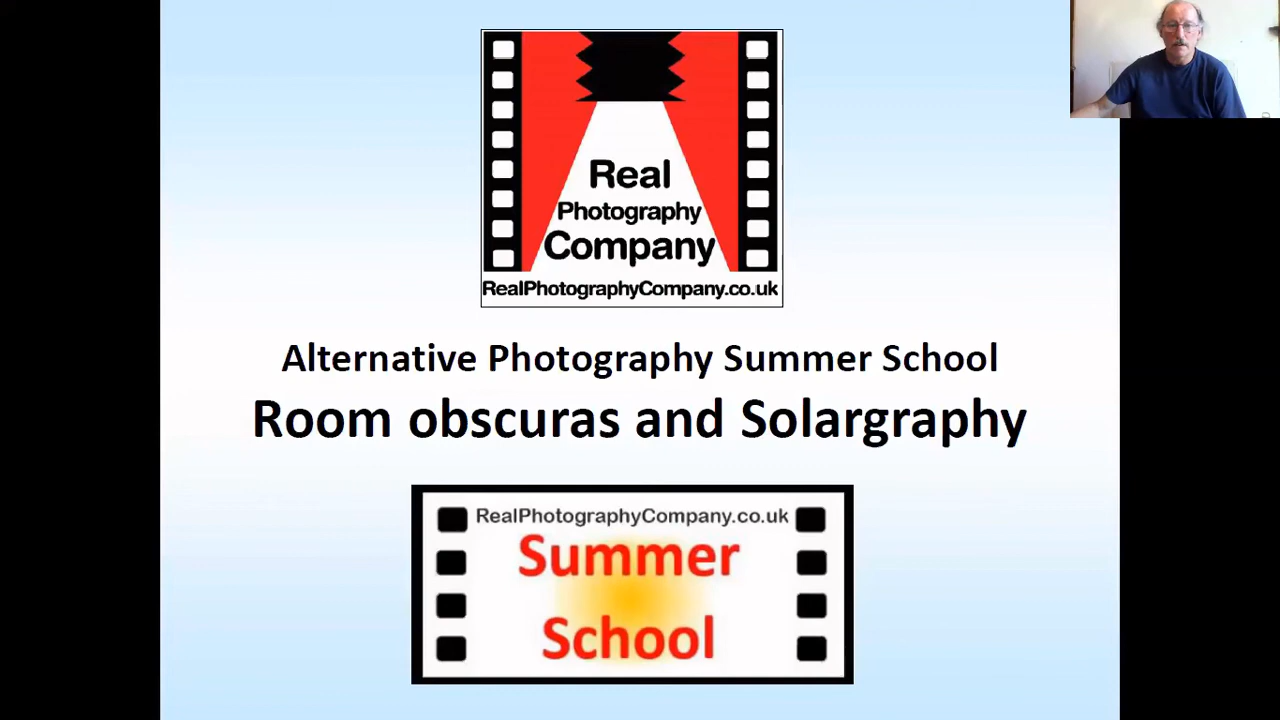 Real
Photography
Company
RealPhotographyCompany.co.uk
Alternative Photography Summer School
Room obscuras and Solargraphy
RealPhotographyCompany.co.uk
Summer
School